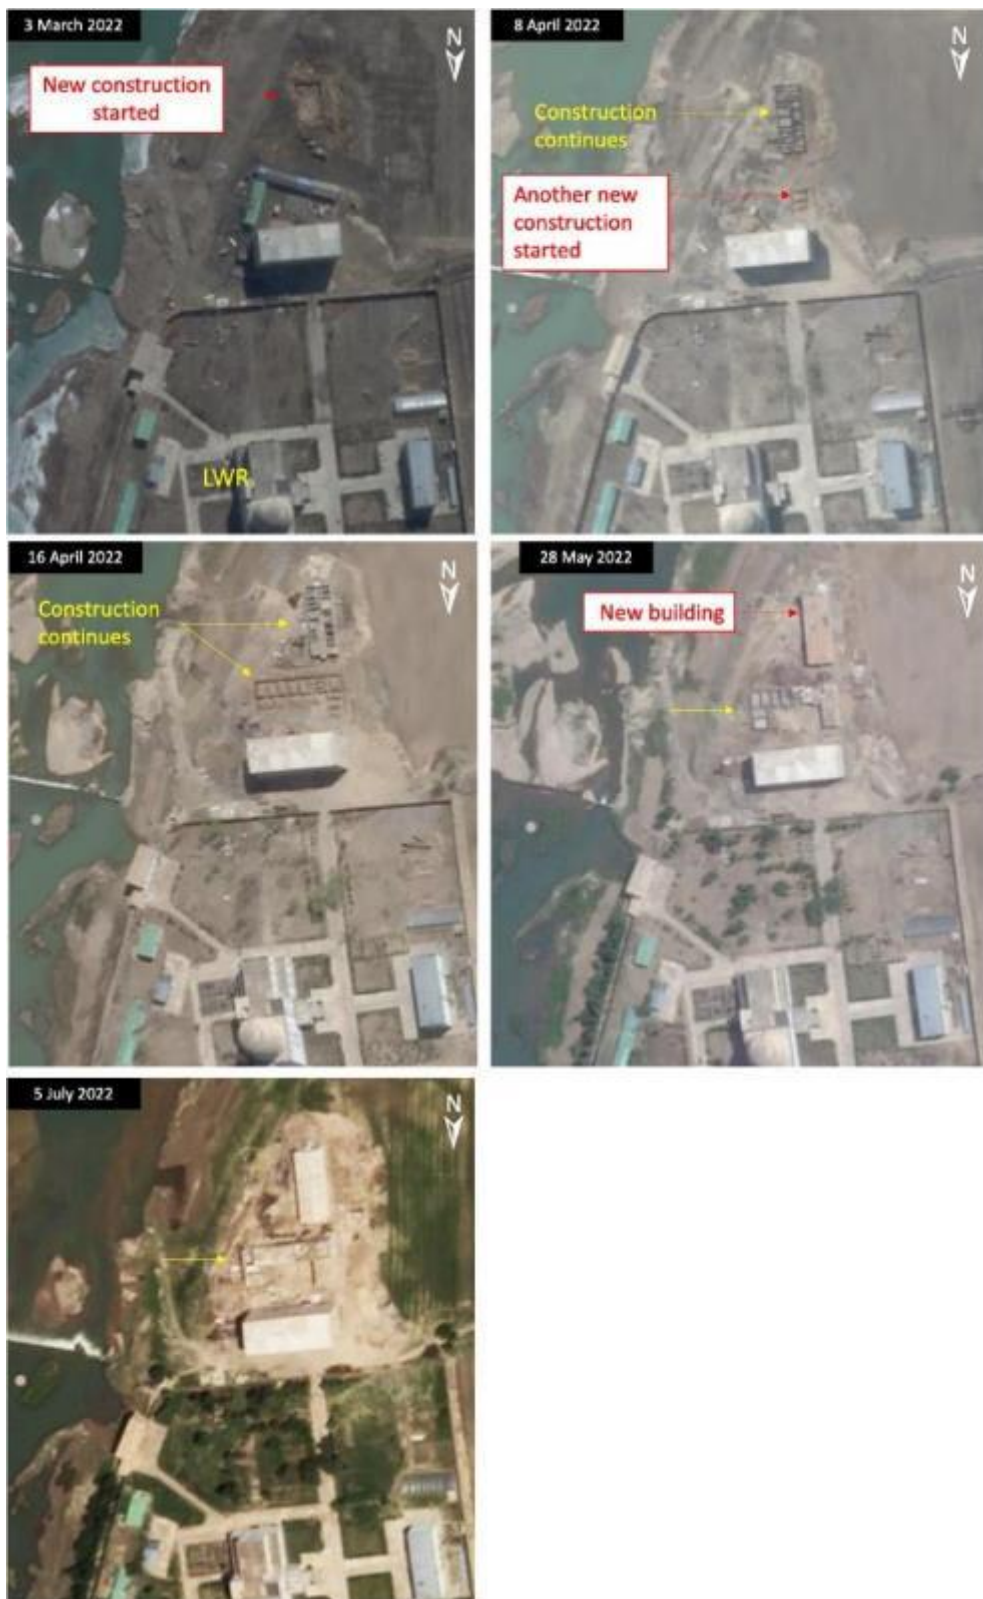 3 March 2022
N
New construction
started
LWR
8 April 2022
N
Construction
continues
Another new
construction
started
16 April 2022
N
Construction
continues
28 May 2022
N
New building
5 July 2022
N